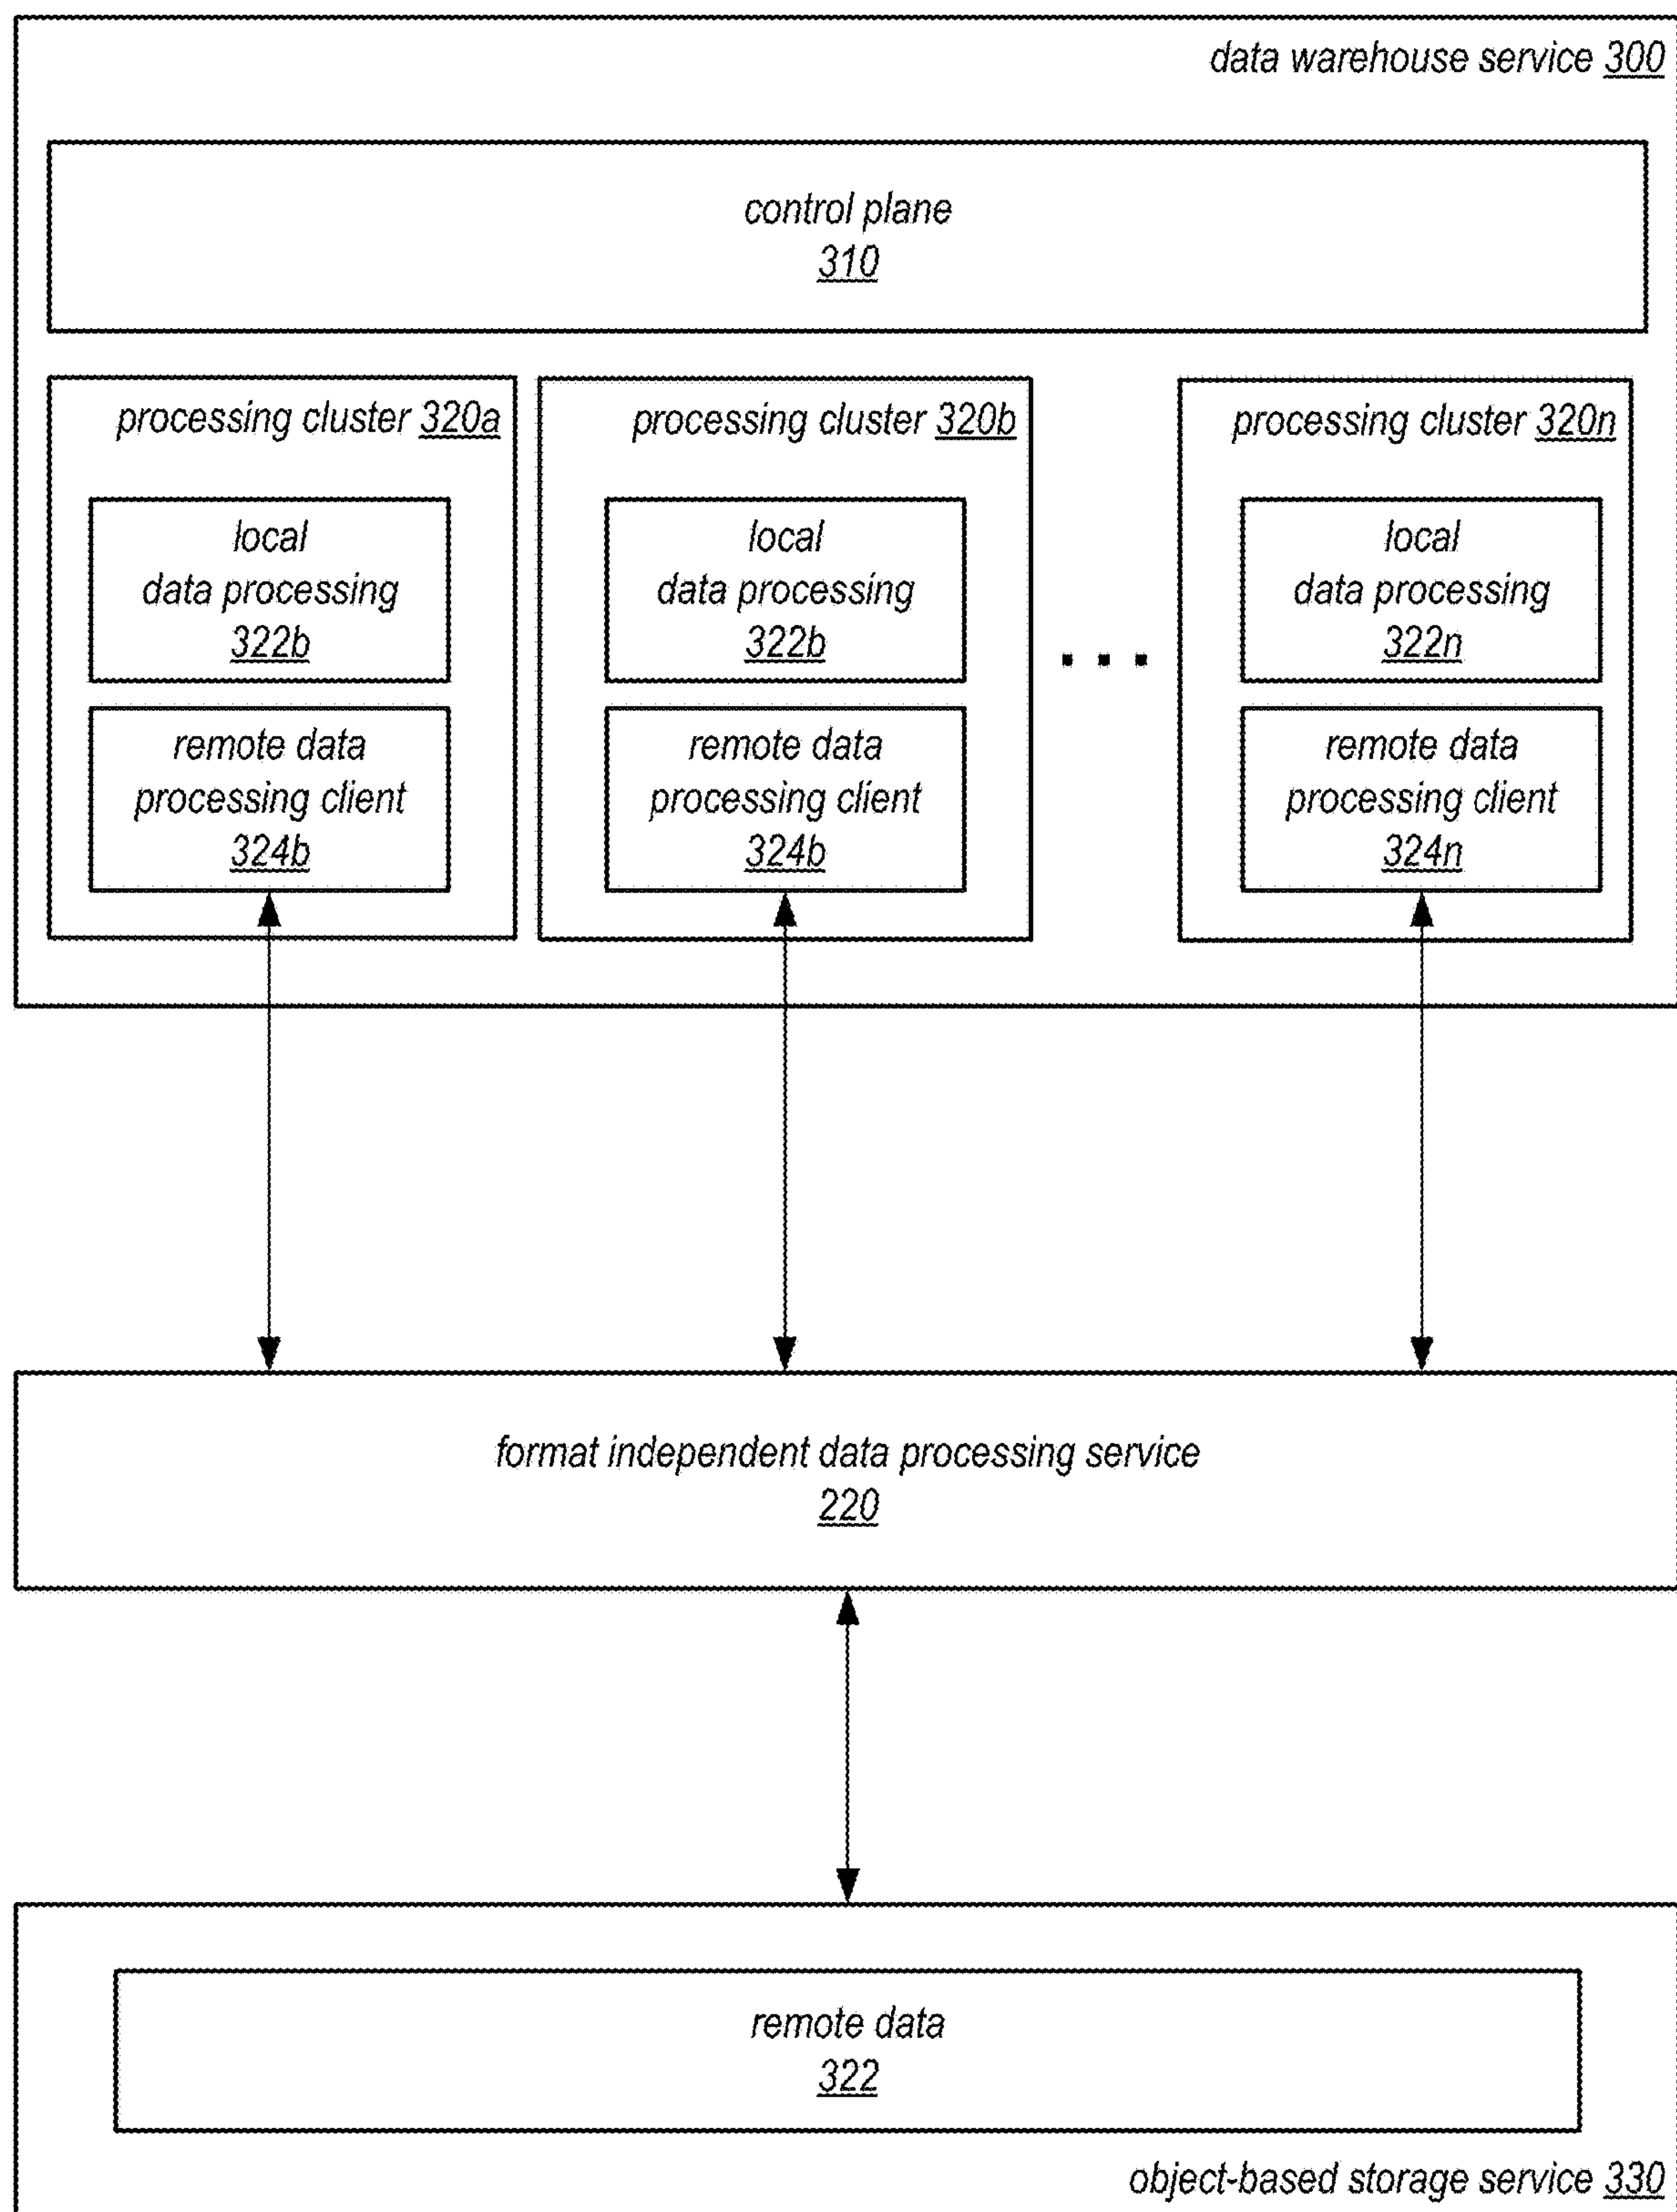 data warehouse service 300
control plane
310
processing cluster 320a
local
data processing
322b
remote data
processing client
324b
processing cluster 320b
local
data processing
322b
remote data
processing client
324b
...
processing cluster 320n
local
data processing
322n
remote data
processing client
324n
format independent data processing service
220
remote data
322
object-based storage service 330